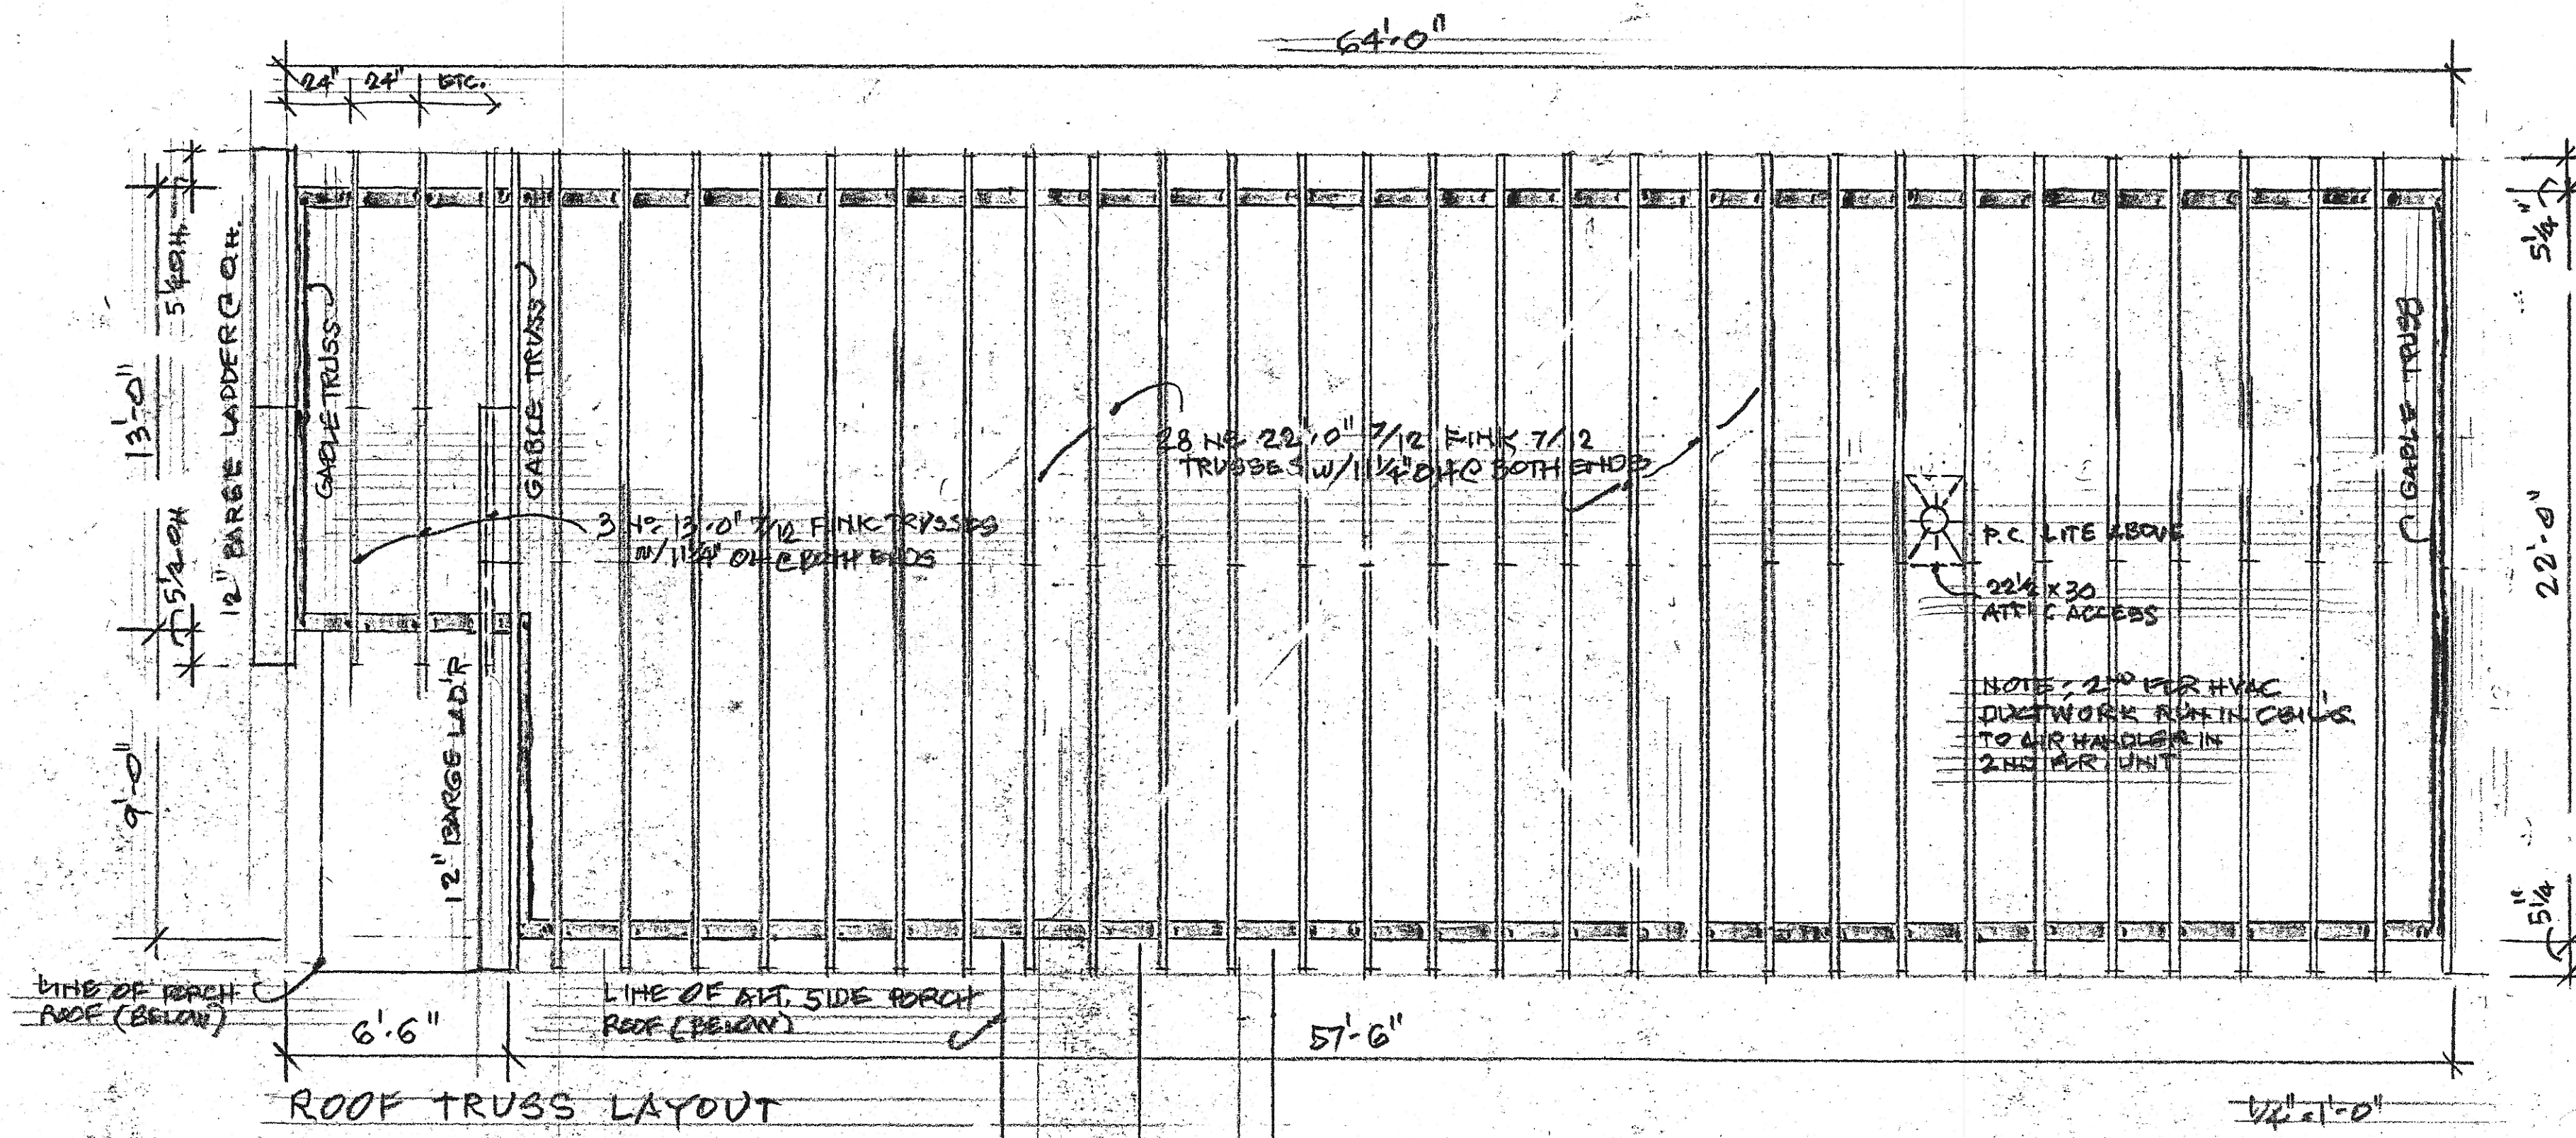 64'-0"
24" 24" ETC.
5 1/4 O.H.
13'-0"
12" BARGE LADDER @ O.H.
GABLE TRUSS
GABLE TRUSS
GABLE TRUSS
5 1/4"
28 Nº 22'-0" 7/12 FINK 7/12
TRUSSES W/11 1/4" OH @ BOTH ENDS
3 Nº 13'-0" 7/12 FINK TRUSSES
W/11 1/4" OH @ BOTH ENDS
P.C. LITE ABOVE
22 1/2 x 30
ATTIC ACCESS
22'-0"
5 1/2 OH
NOTE: 2ND FLR HVAC
DUCTWORK RUN IN CEIL'G
TO AIR HANDLER IN
2ND FLR. UNIT
9'-0"
12" BARGE LAD'R
5 1/4"
LINE OF PORCH
ROOF (BELOW)
LINE OF ALT. SIDE PORCH
ROOF (BELOW)
6'-6"
57'-6"
ROOF TRUSS LAYOUT
1/4"=1'-0"